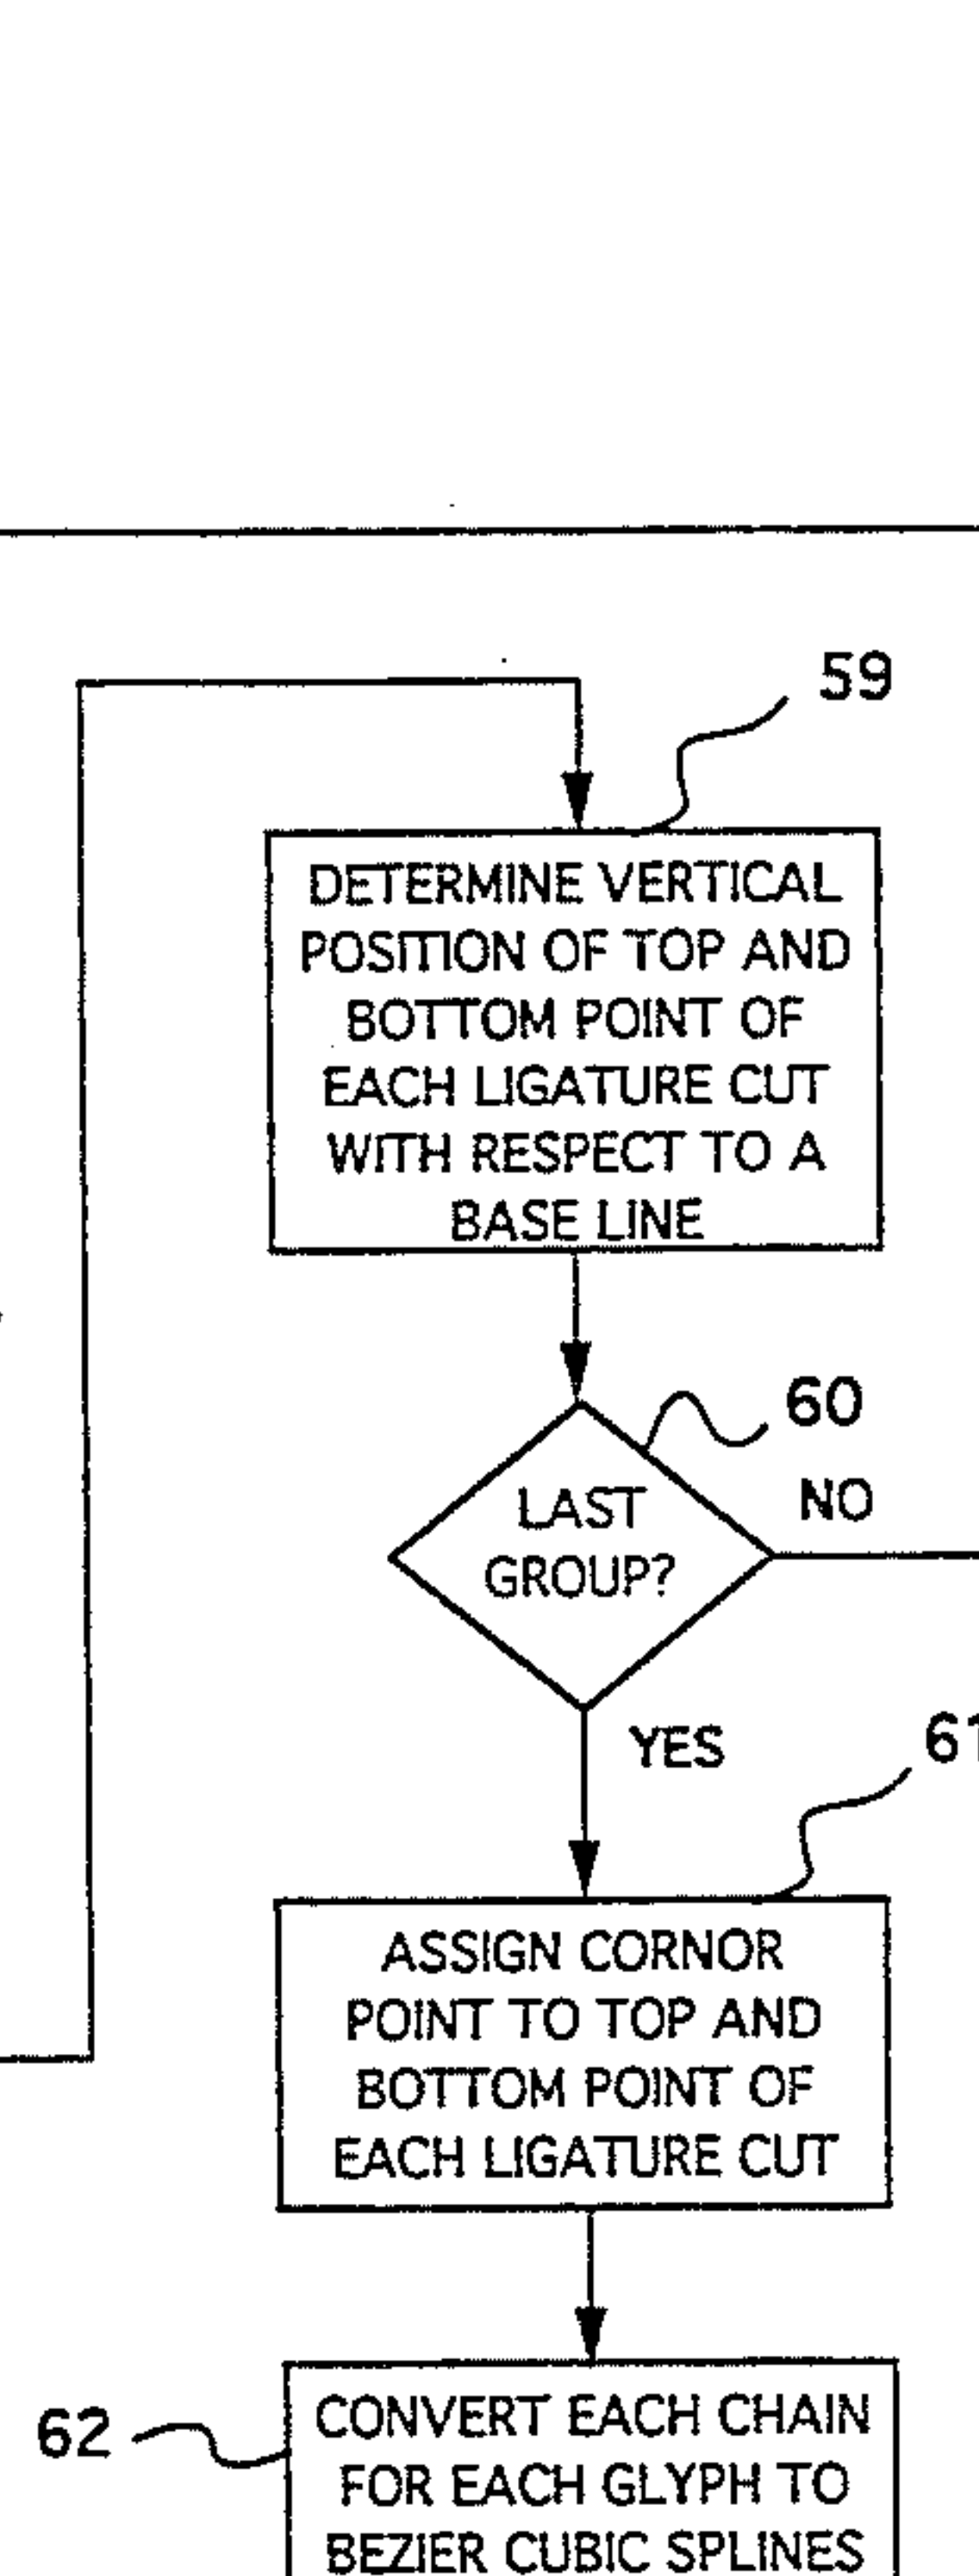 59
DETERMINE VERTICAL
POSITION OF TOP AND
BOTTOM POINT OF
EACH LIGATURE CUT
WITH RESPECT TO A
BASE LINE
60
LAST
GROUP?
NO
YES
61
ASSIGN CORNOR
POINT TO TOP AND
BOTTOM POINT OF
EACH LIGATURE CUT
62
CONVERT EACH CHAIN
FOR EACH GLYPH TO
BEZIER CUBIC SPLINES